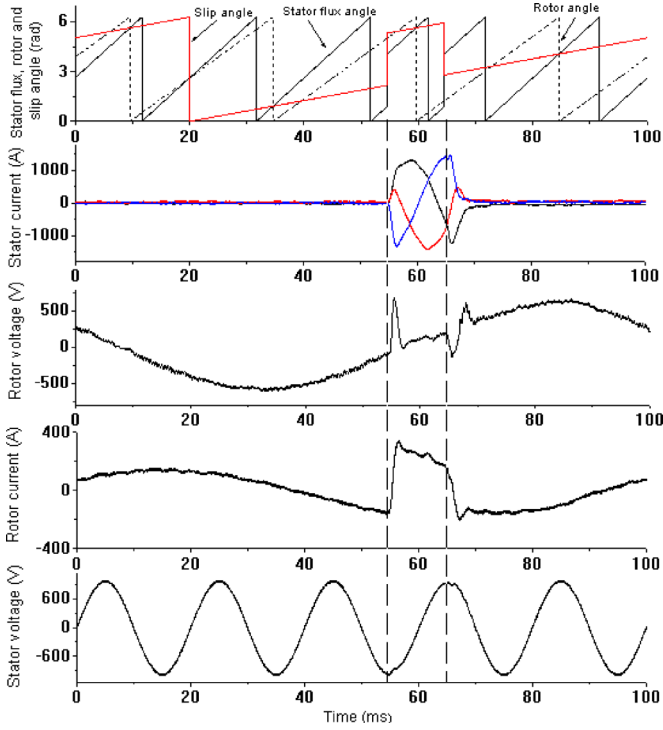 Stator flux, rotor and
slip angle (rad)
6
3
0
Slip angle
Stator flux angle
Rotor angle
0 20 40 60 80 100
Stator current (A)
1000
0
-1000
0 20 40 60 80 100
Rotor voltage (V)
500
0
-500
0 20 40 60 80 100
Rotor current (A)
400
0
-400
0 20 40 60 80 100
Stator voltage (V)
600
0
-600
0 20 40 60 80 100
Time (ms)